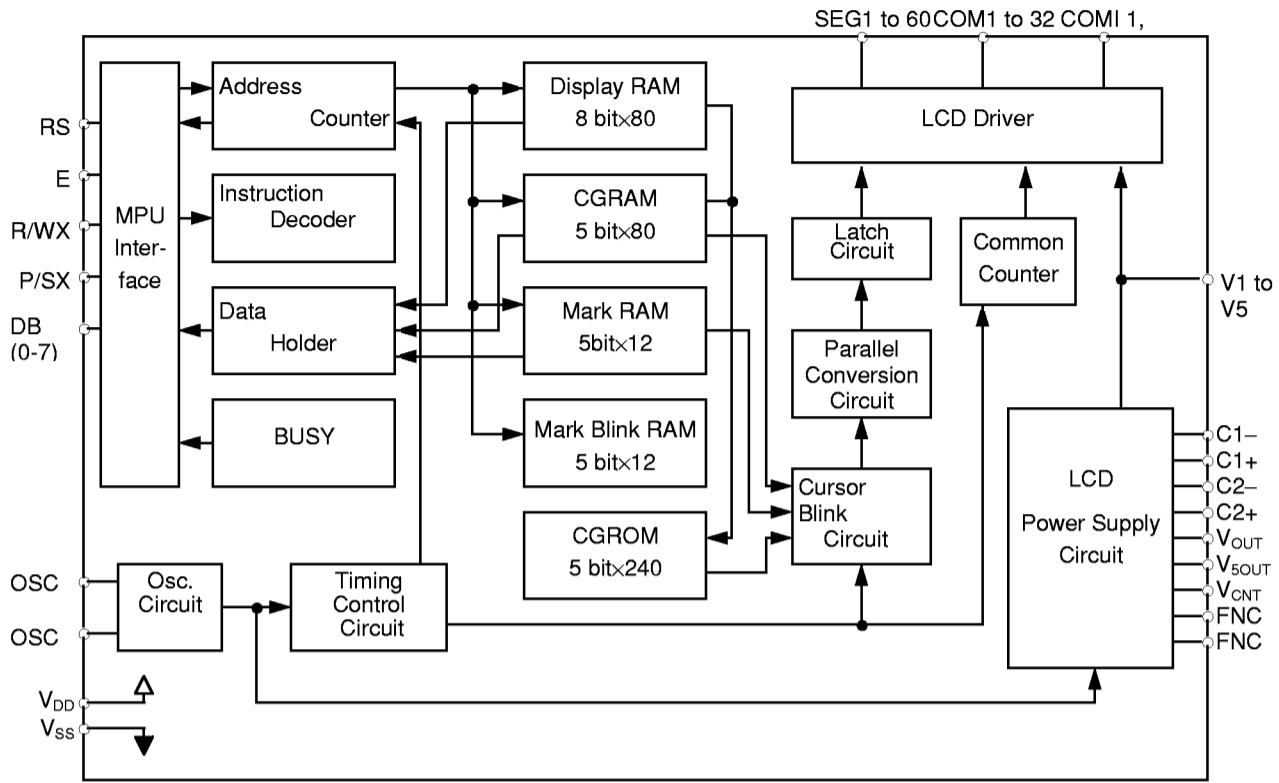 SEG1 to 60COM1 to 32 COMI 1,
RS
E
R/WX
P/SX
DB
(0-7)
MPU
Inter-
face
Address
Counter
Instruction
Decoder
Data
Holder
BUSY
Display RAM
8 bit×80
CGRAM
5 bit×80
Mark RAM
5bit×12
Mark Blink RAM
5 bit×12
CGROM
5 bit×240
LCD Driver
Latch
Circuit
Common
Counter
Parallel
Conversion
Circuit
Cursor
Blink
Circuit
V1 to
V5
LCD
Power Supply
Circuit
C1–
C1+
C2–
C2+
VOUT
V5OUT
VCNT
FNC
FNC
OSC
OSC
Osc.
Circuit
Timing
Control
Circuit
VDD
VSS